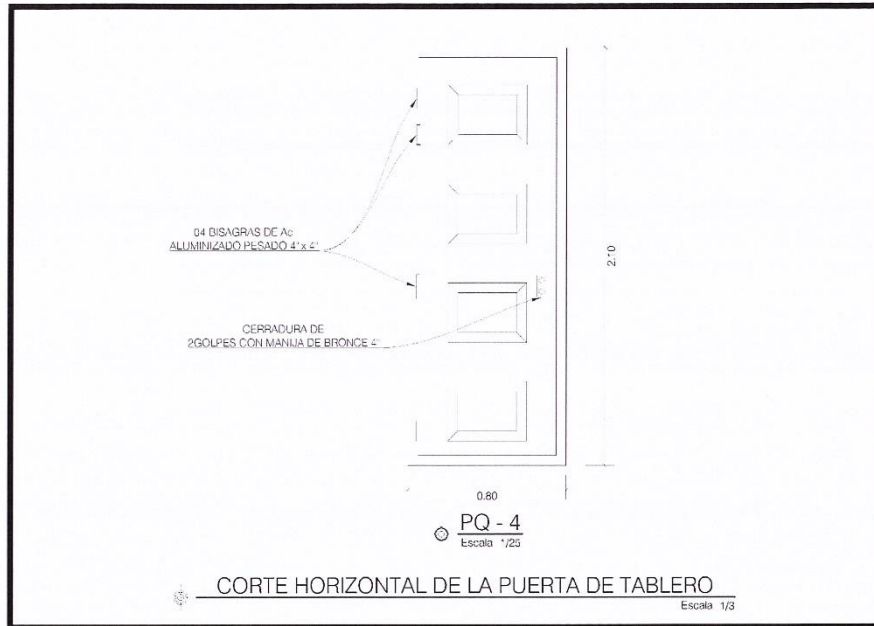 04 BISAGRAS DE Ac
ALUMINIZADO PESADO 4" x 4"
2.10
CERRADURA DE
2GOLPES CON MANIJA DE BRONCE 4"
0.80
PQ - 4
Escala 1/25
CORTE HORIZONTAL DE LA PUERTA DE TABLERO
Escala 1/3